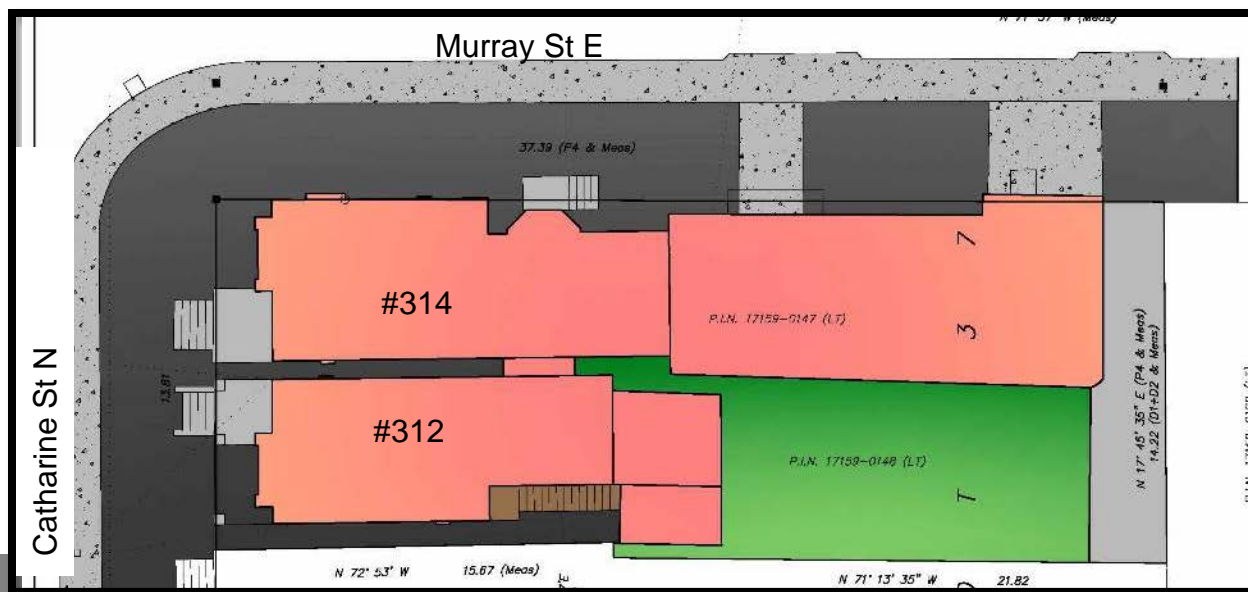 Murray St E
37.39 (P4 & Meas)
#314
P.I.N. 17159-0147 (LT)
7
3
N 17° 45' 35" E (P4 & Meas)
14.22 (D1+D2 & Meas)
Catharine St N
13.81
#312
P.I.N. 17159-0148 (LT)
T
N 72° 53' W 15.67 (Meas)
N 71° 13' 35" W 21.82